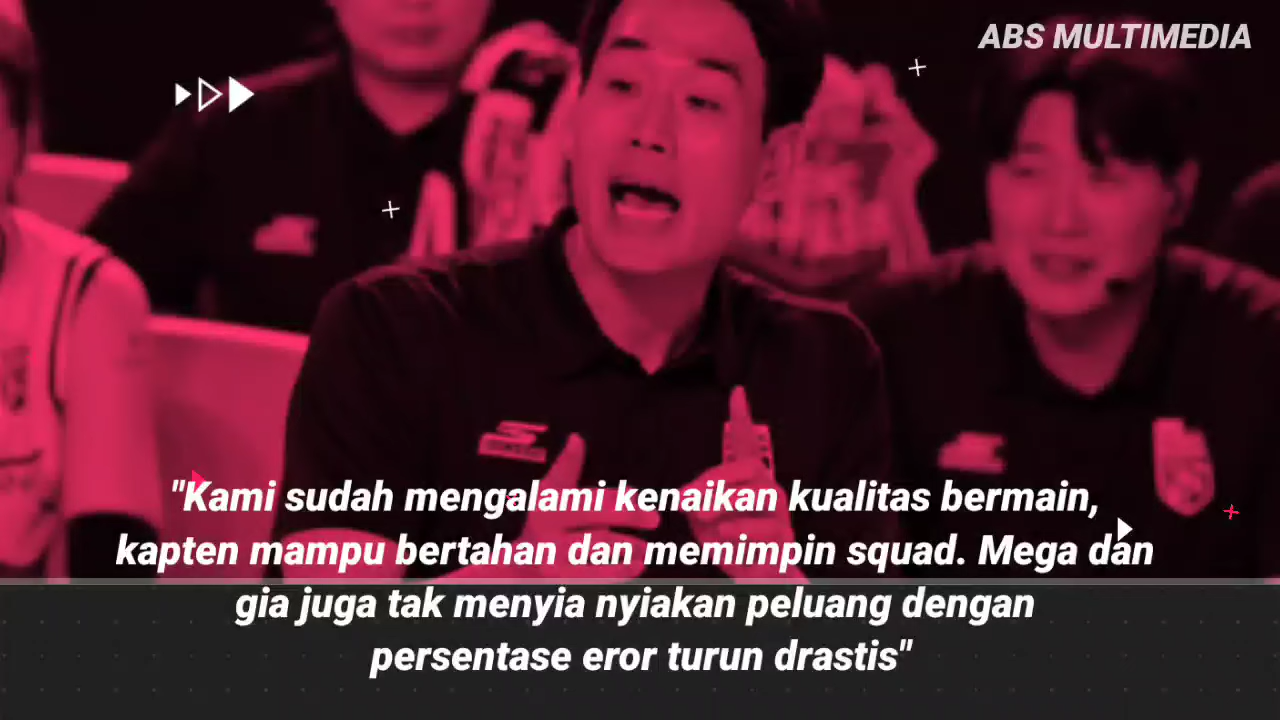 ABS MULTIMEDIA
"Kami sudah mengalami kenaikan kualitas bermain,
kapten mampu bertahan dan memimpin squad. Mega dan
gia juga tak menyia nyiakan peluang dengan
persentase eror turun drastis"